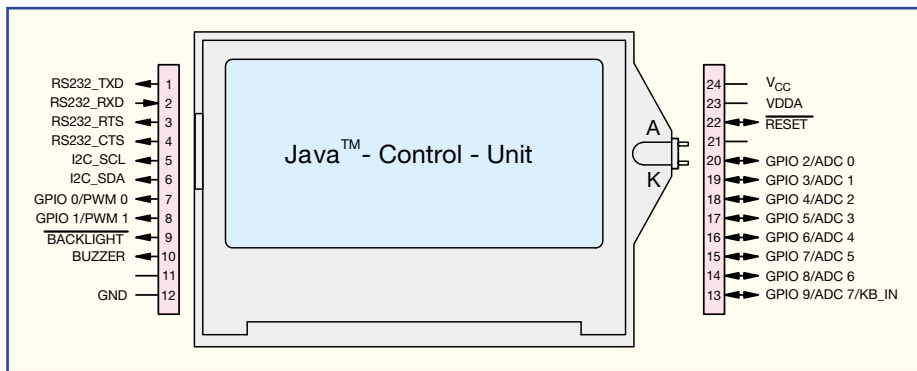 RS232_TXD 1
RS232_RXD 2
RS232_RTS 3
RS232_CTS 4
I2C_SCL 5
I2C_SDA 6
GPIO 0/PWM 0 7
GPIO 1/PWM 1 8
BACKLIGHT 9
BUZZER 10
11
GND 12
Java™ - Control - Unit
A
K
24 VCC
23 VDDA
22 RESET
21
20 GPIO 2/ADC 0
19 GPIO 3/ADC 1
18 GPIO 4/ADC 2
17 GPIO 5/ADC 3
16 GPIO 6/ADC 4
15 GPIO 7/ADC 5
14 GPIO 8/ADC 6
13 GPIO 9/ADC 7/KB_IN